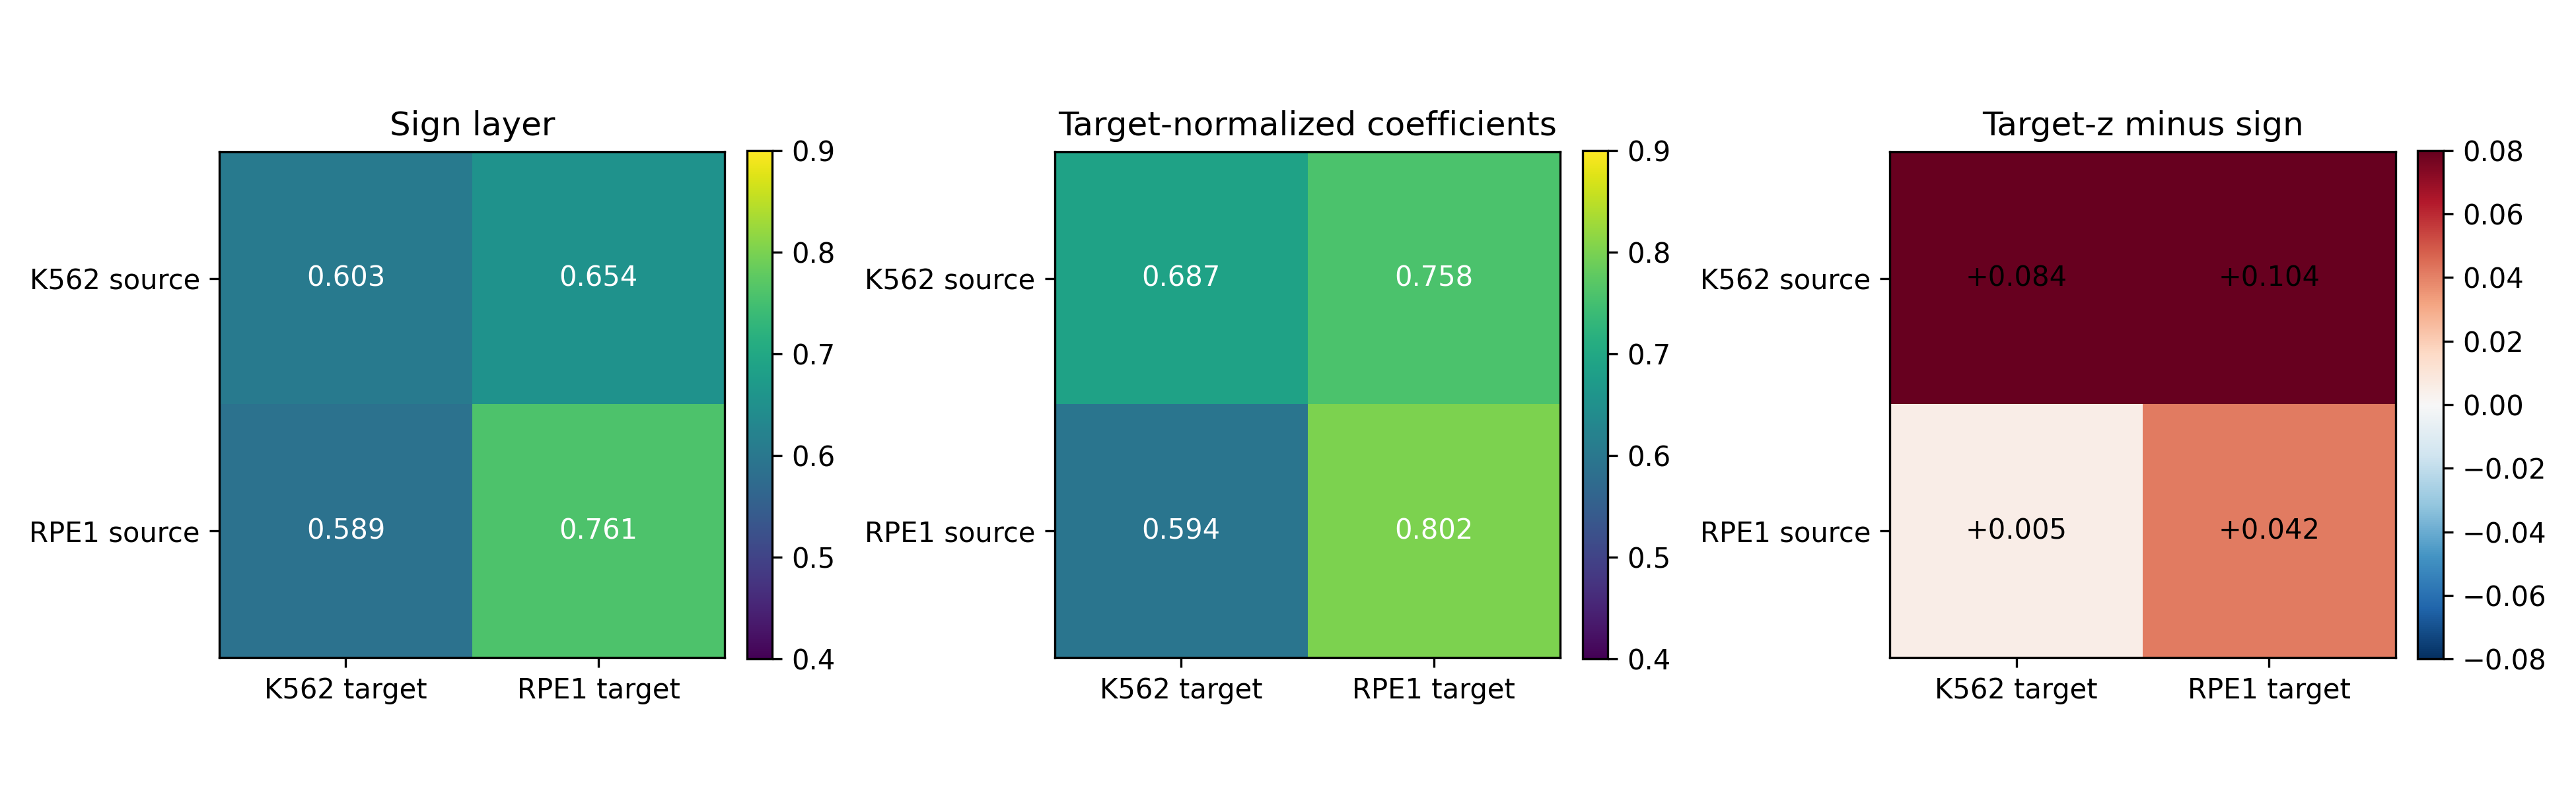 Sign layer
K562 source
RPE1 source
0.603 0.654
0.589 0.761
K562 target RPE1 target
0.9
0.8
0.7
0.6
0.5
0.4
Target-normalized coefficients
K562 source
RPE1 source
0.687 0.758
0.594 0.802
K562 target RPE1 target
0.9
0.8
0.7
0.6
0.5
0.4
Target-z minus sign
K562 source
RPE1 source
+0.084 +0.104
+0.005 +0.042
K562 target RPE1 target
0.08
0.06
0.04
0.02
0.00
−0.02
−0.04
−0.06
−0.08